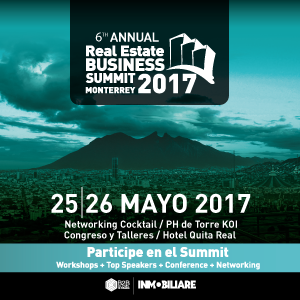 6TH ANNUAL
Real Estate
BUSINESS
SUMMIT
MONTERREY 2017
25|26 MAYO 2017
Networking Cocktail / PH de Torre KOI
Congreso y Talleres / Hotel Quita Real
Participe en el Summit
Workshops + Top Speakers + Conference + Networking
INMOBILIARE